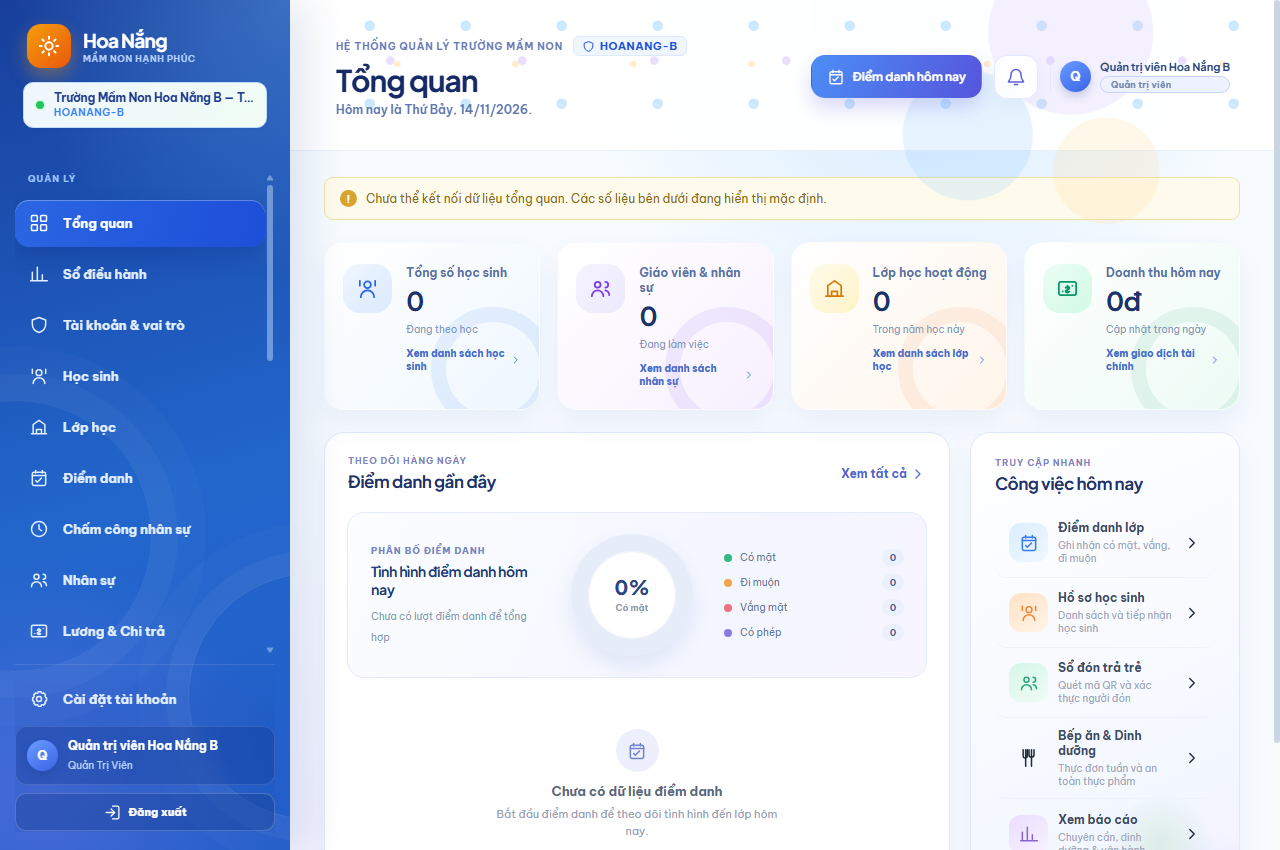 Hoa Nắng
MẦM NON HẠNH PHÚC
Trường Mầm Non Hoa Nắng B — T...
HOANANG-B
QUẢN LÝ
Tổng quan
Sổ điều hành
Tài khoản & vai trò
Học sinh
Lớp học
Điểm danh
Chấm công nhân sự
Nhân sự
Lương & Chi trả
Cài đặt tài khoản
Q
Quản trị viên Hoa Nắng B
Quản Trị Viên
Đăng xuất
HỆ THỐNG QUẢN LÝ TRƯỜNG MẦM NON
HOANANG-B
Tổng quan
Hôm nay là Thứ Bảy, 14/11/2026.
Điểm danh hôm nay
Q
Quản trị viên Hoa Nắng B
Quản trị viên
Chưa thể kết nối dữ liệu tổng quan. Các số liệu bên dưới đang hiển thị mặc định.
Tổng số học sinh
0
Đang theo học
Xem danh sách học
sinh
Giáo viên & nhân
sự
0
Đang làm việc
Xem danh sách
nhân sự
Lớp học hoạt động
0
Trong năm học này
Xem danh sách lớp
học
Doanh thu hôm nay
0đ
Cập nhật trong ngày
Xem giao dịch tài
chính
THEO DÕI HÀNG NGÀY
Điểm danh gần đây
Xem tất cả
PHÂN BỐ ĐIỂM DANH
Tình hình điểm danh hôm
nay
Chưa có lượt điểm danh để tổng
hợp
0%
Có mặt
Có mặt 0
Đi muộn 0
Vắng mặt 0
Có phép 0
Chưa có dữ liệu điểm danh
Bắt đầu điểm danh để theo dõi tình hình đến lớp hôm
nay.
TRUY CẬP NHANH
Công việc hôm nay
Điểm danh lớp
Ghi nhận có mặt, vắng,
đi muộn
Hồ sơ học sinh
Danh sách và tiếp nhận
học sinh
Sổ đón trả trẻ
Quét mã QR và xác
thực người đón
Bếp ăn & Dinh
dưỡng
Thực đơn tuần và an
toàn thực phẩm
Xem báo cáo
Chuyên cần, dinh
dưỡng & vận hành